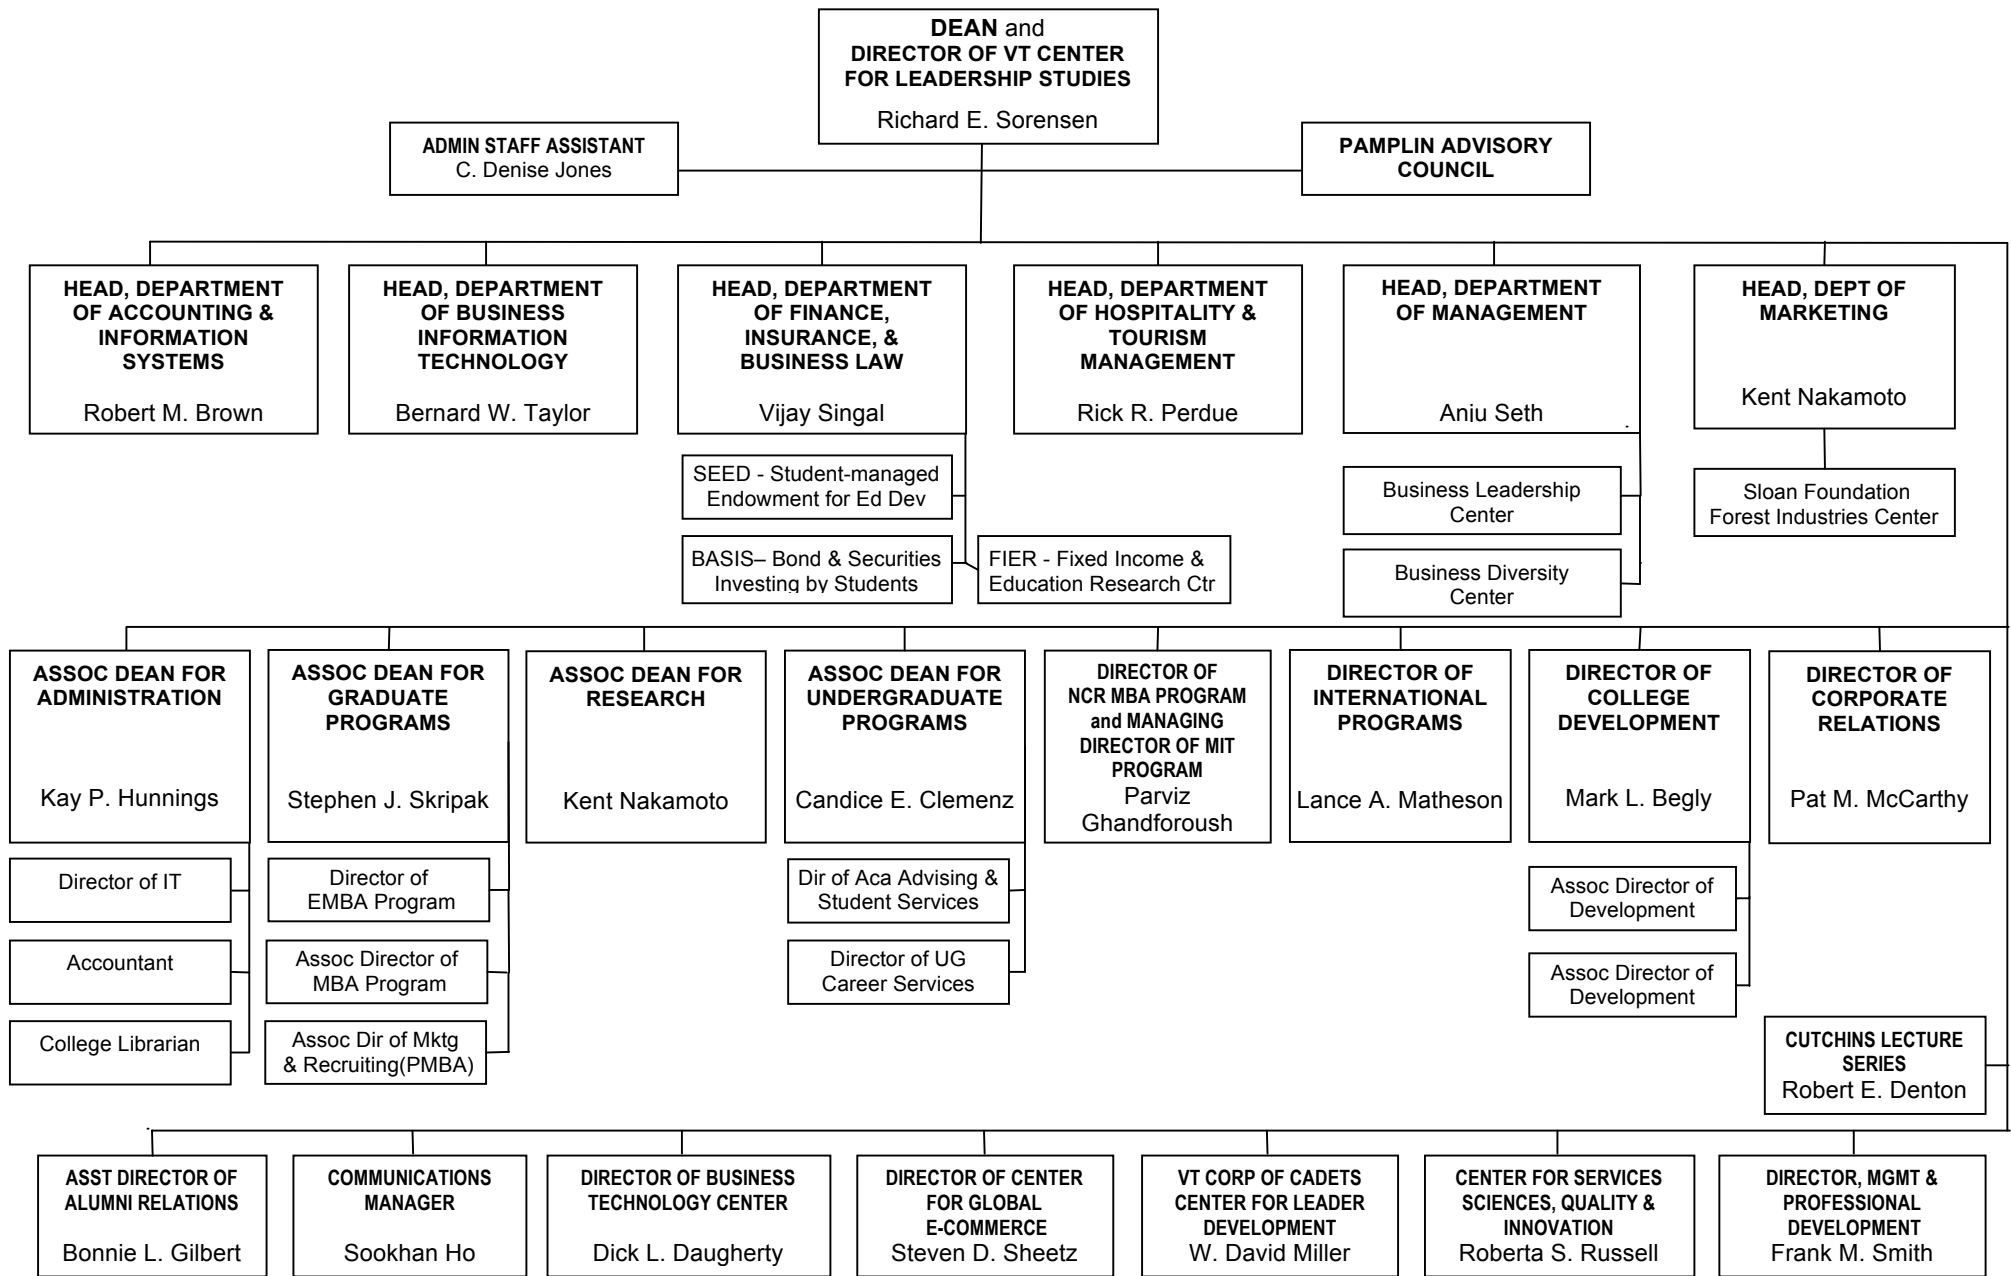 DEAN and
DIRECTOR OF VT CENTER
FOR LEADERSHIP STUDIES
Richard E. Sorensen
ADMIN STAFF ASSISTANT
C. Denise Jones
PAMPLIN ADVISORY
COUNCIL
HEAD, DEPARTMENT
OF ACCOUNTING &
INFORMATION
SYSTEMS
Robert M. Brown
HEAD, DEPARTMENT
OF BUSINESS
INFORMATION
TECHNOLOGY
Bernard W. Taylor
HEAD, DEPARTMENT
OF FINANCE,
INSURANCE, &
BUSINESS LAW
Vijay Singal
HEAD, DEPARTMENT
OF HOSPITALITY &
TOURISM
MANAGEMENT
Rick R. Perdue
HEAD, DEPARTMENT
OF MANAGEMENT
Anju Seth
HEAD, DEPT OF
MARKETING
Kent Nakamoto
SEED - Student-managed
Endowment for Ed Dev
BASIS– Bond & Securities
Investing by Students
FIER - Fixed Income &
Education Research Ctr
Business Leadership
Center
Business Diversity
Center
Sloan Foundation
Forest Industries Center
ASSOC DEAN FOR
ADMINISTRATION
Kay P. Hunnings
ASSOC DEAN FOR
GRADUATE
PROGRAMS
Stephen J. Skripak
ASSOC DEAN FOR
RESEARCH
Kent Nakamoto
ASSOC DEAN FOR
UNDERGRADUATE
PROGRAMS
Candice E. Clemenz
DIRECTOR OF
NCR MBA PROGRAM
and MANAGING
DIRECTOR OF MIT
PROGRAM
Parviz
Ghandforoush
DIRECTOR OF
INTERNATIONAL
PROGRAMS
Lance A. Matheson
DIRECTOR OF
COLLEGE
DEVELOPMENT
Mark L. Begly
DIRECTOR OF
CORPORATE
RELATIONS
Pat M. McCarthy
Director of IT
Accountant
College Librarian
Director of
EMBA Program
Assoc Director of
MBA Program
Assoc Dir of Mktg
& Recruiting(PMBA)
Dir of Aca Advising &
Student Services
Director of UG
Career Services
Assoc Director of
Development
Assoc Director of
Development
CUTCHINS LECTURE
SERIES
Robert E. Denton
ASST DIRECTOR OF
ALUMNI RELATIONS
Bonnie L. Gilbert
COMMUNICATIONS
MANAGER
Sookhan Ho
DIRECTOR OF BUSINESS
TECHNOLOGY CENTER
Dick L. Daugherty
DIRECTOR OF CENTER
FOR GLOBAL
E-COMMERCE
Steven D. Sheetz
VT CORP OF CADETS
CENTER FOR LEADER
DEVELOPMENT
W. David Miller
CENTER FOR SERVICES
SCIENCES, QUALITY &
INNOVATION
Roberta S. Russell
DIRECTOR, MGMT &
PROFESSIONAL
DEVELOPMENT
Frank M. Smith